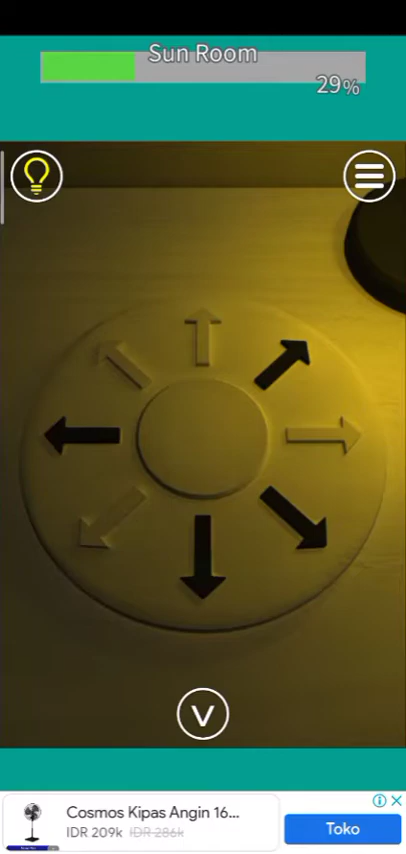 Sun Room
29%
Cosmos Kipas Angin 16...
IDR 209k IDR 286k
Toko